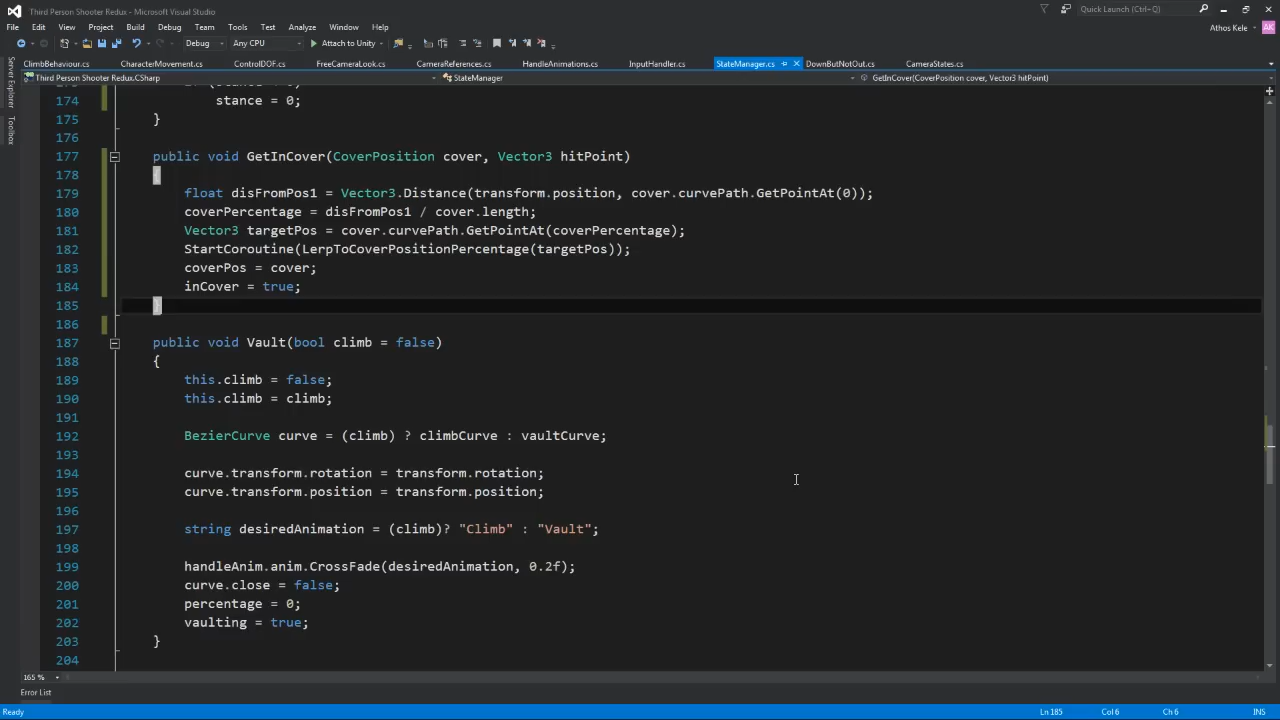 Third Person Shooter Redux - Microsoft Visual Studio
Quick Launch (Ctrl+Q)
File Edit View Project Build Debug Team Tools Test Analyze Window Help
Athos Kele AK
Debug Any CPU Attach to Unity
ClimbBehaviour.cs CharacterMovement.cs ControlDOF.cs FreeCameraLook.cs CameraReferences.cs HandleAnimations.cs InputHandler.cs StateManager.cs DownButNotOut.cs CameraStates.cs
Third Person Shooter Redux.CSharp StateManager GetInCover(CoverPosition cover, Vector3 hitPoint)
Server Explorer
Toolbox
174 stance = 0;
175 }
176
177 public void GetInCover(CoverPosition cover, Vector3 hitPoint)
178 {
179 float disFromPos1 = Vector3.Distance(transform.position, cover.curvePath.GetPointAt(0));
180 coverPercentage = disFromPos1 / cover.length;
181 Vector3 targetPos = cover.curvePath.GetPointAt(coverPercentage);
182 StartCoroutine(LerpToCoverPositionPercentage(targetPos));
183 coverPos = cover;
184 inCover = true;
185 }
186
187 public void Vault(bool climb = false)
188 {
189 this.climb = false;
190 this.climb = climb;
191
192 BezierCurve curve = (climb) ? climbCurve : vaultCurve;
193
194 curve.transform.rotation = transform.rotation;
195 curve.transform.position = transform.position;
196
197 string desiredAnimation = (climb)? "Climb" : "Vault";
198
199 handleAnim.anim.CrossFade(desiredAnimation, 0.2f);
200 curve.close = false;
201 percentage = 0;
202 vaulting = true;
203 }
204
165 %
Error List
Ready Ln 185 Col 6 Ch 6 INS